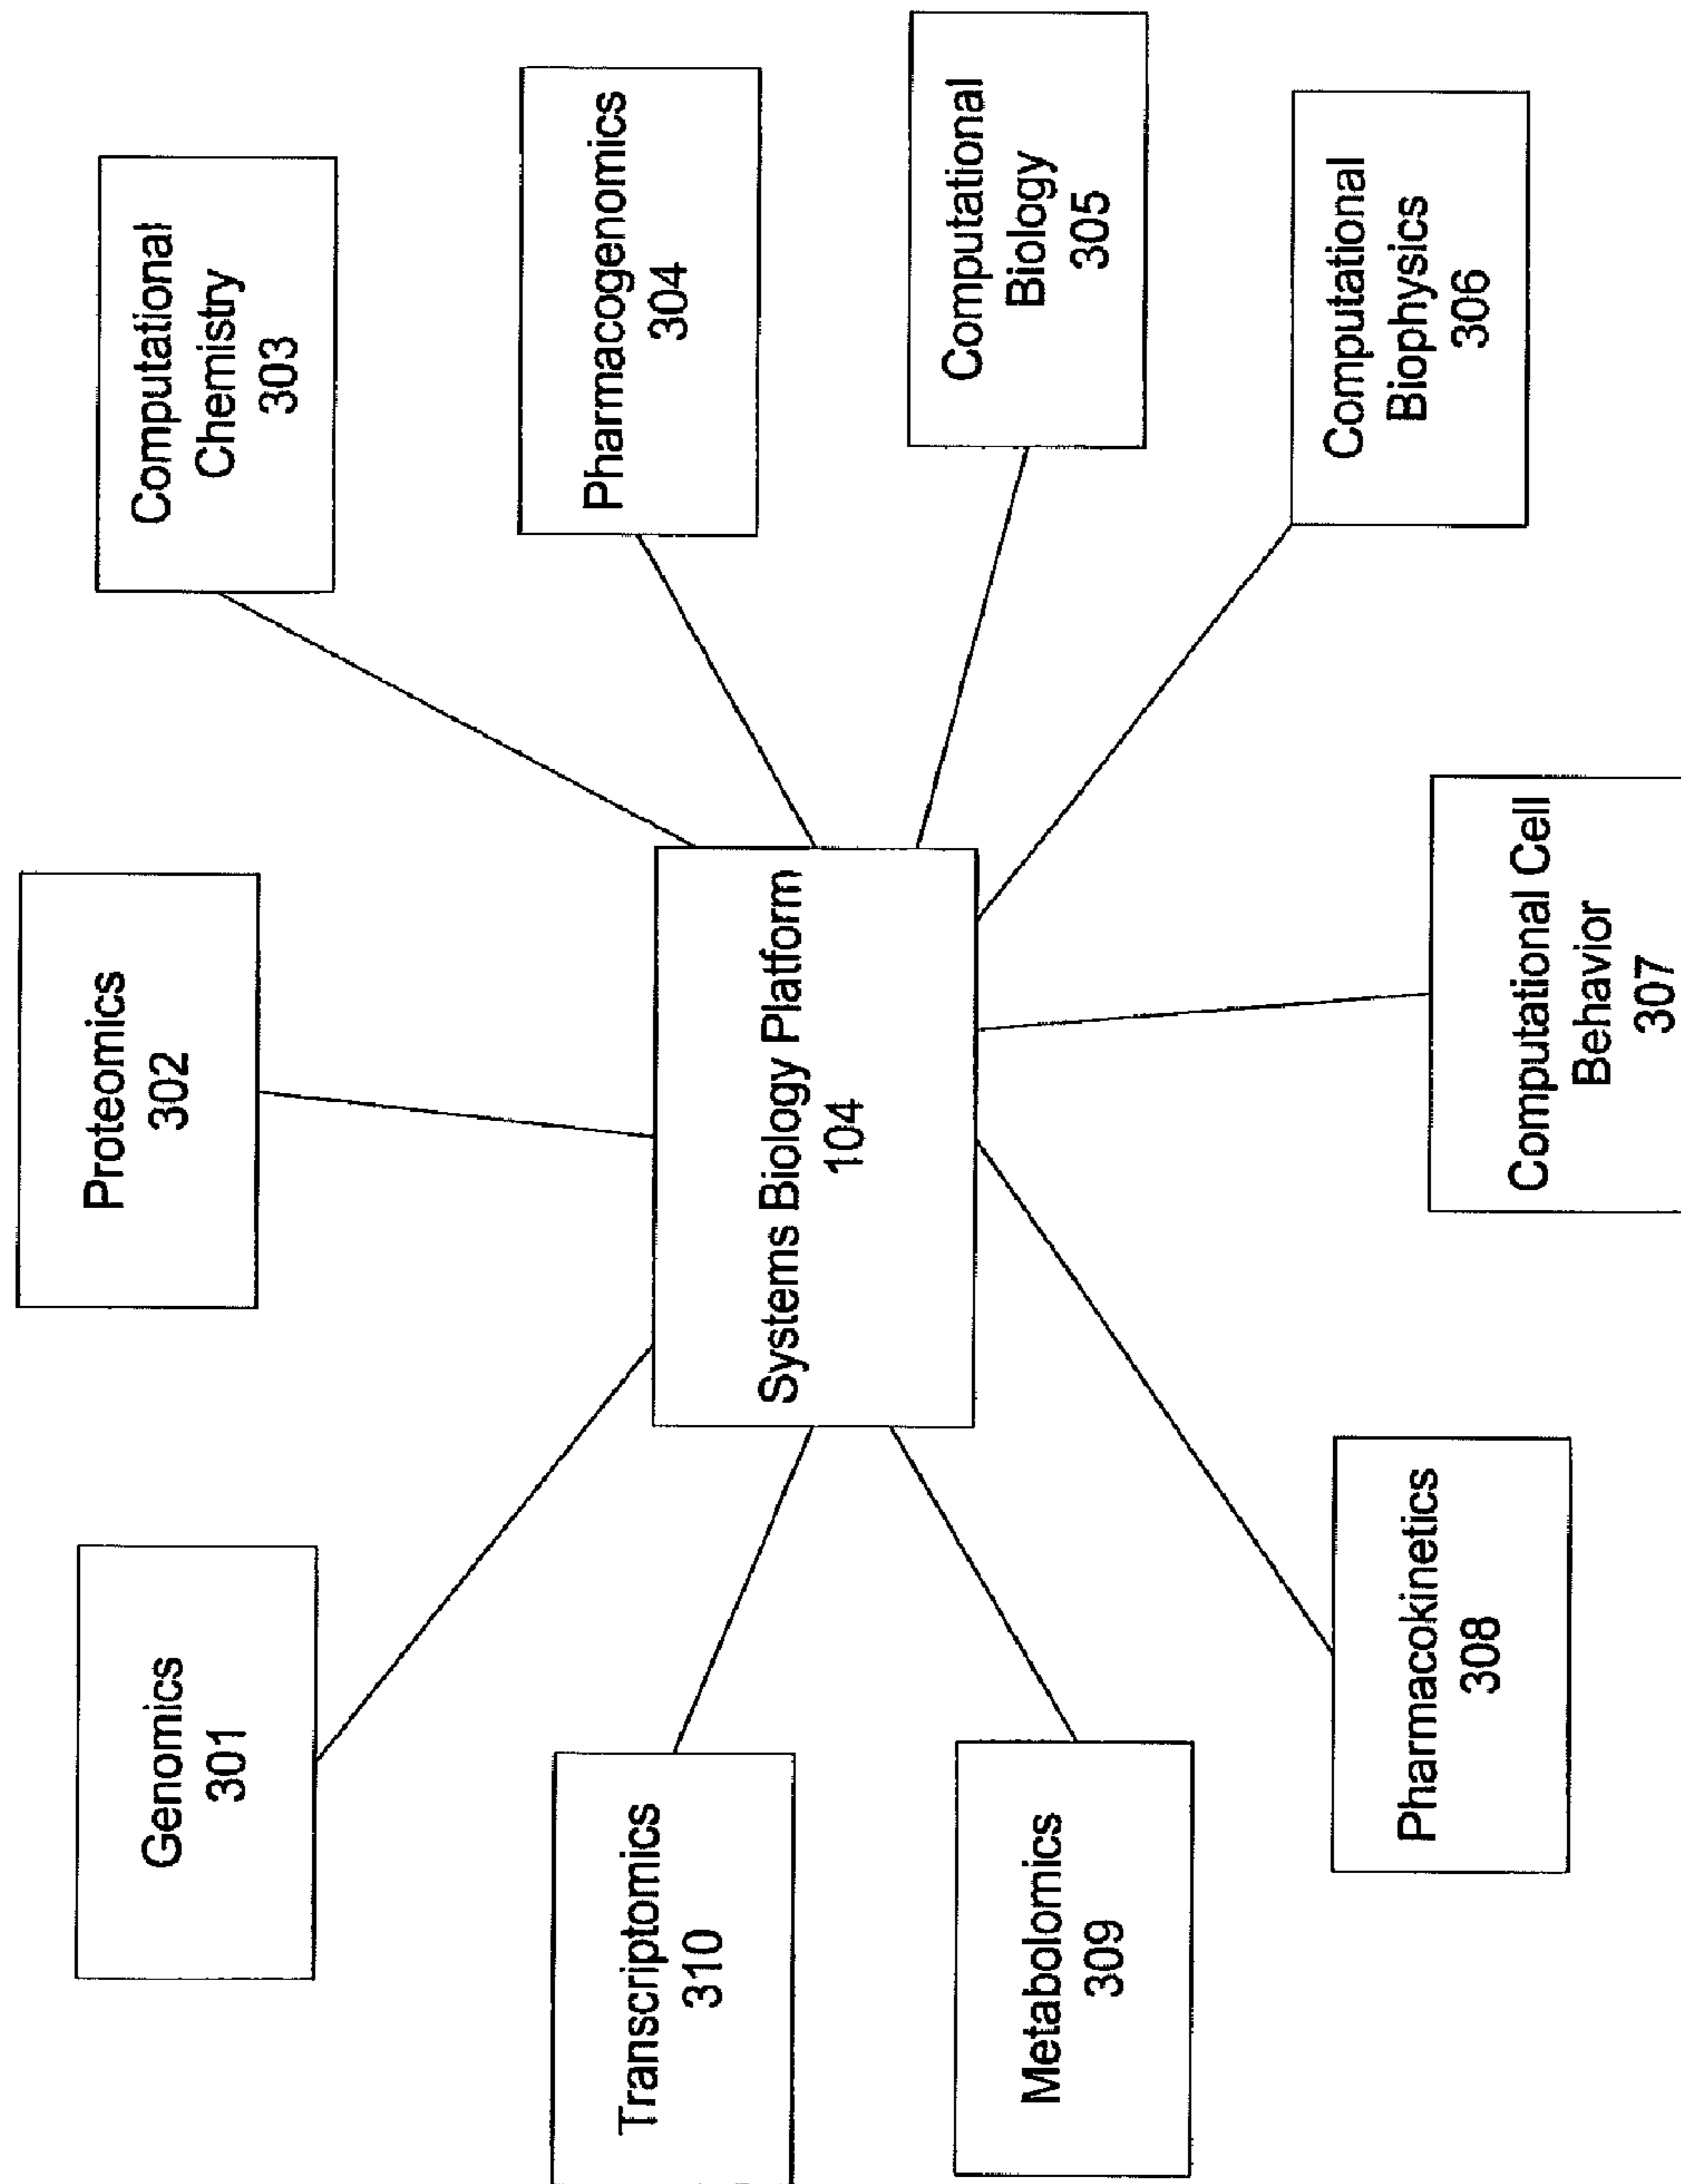 Proteomics
302
Genomics
301
Computational
Chemistry
303
Transcriptomics
310
Pharmacogenomics
304
Systems Biology Platform
104
Metabolomics
309
Computational
Biology
305
Pharmacokinetics
308
Computational
Biophysics
306
Computational Cell
Behavior
307